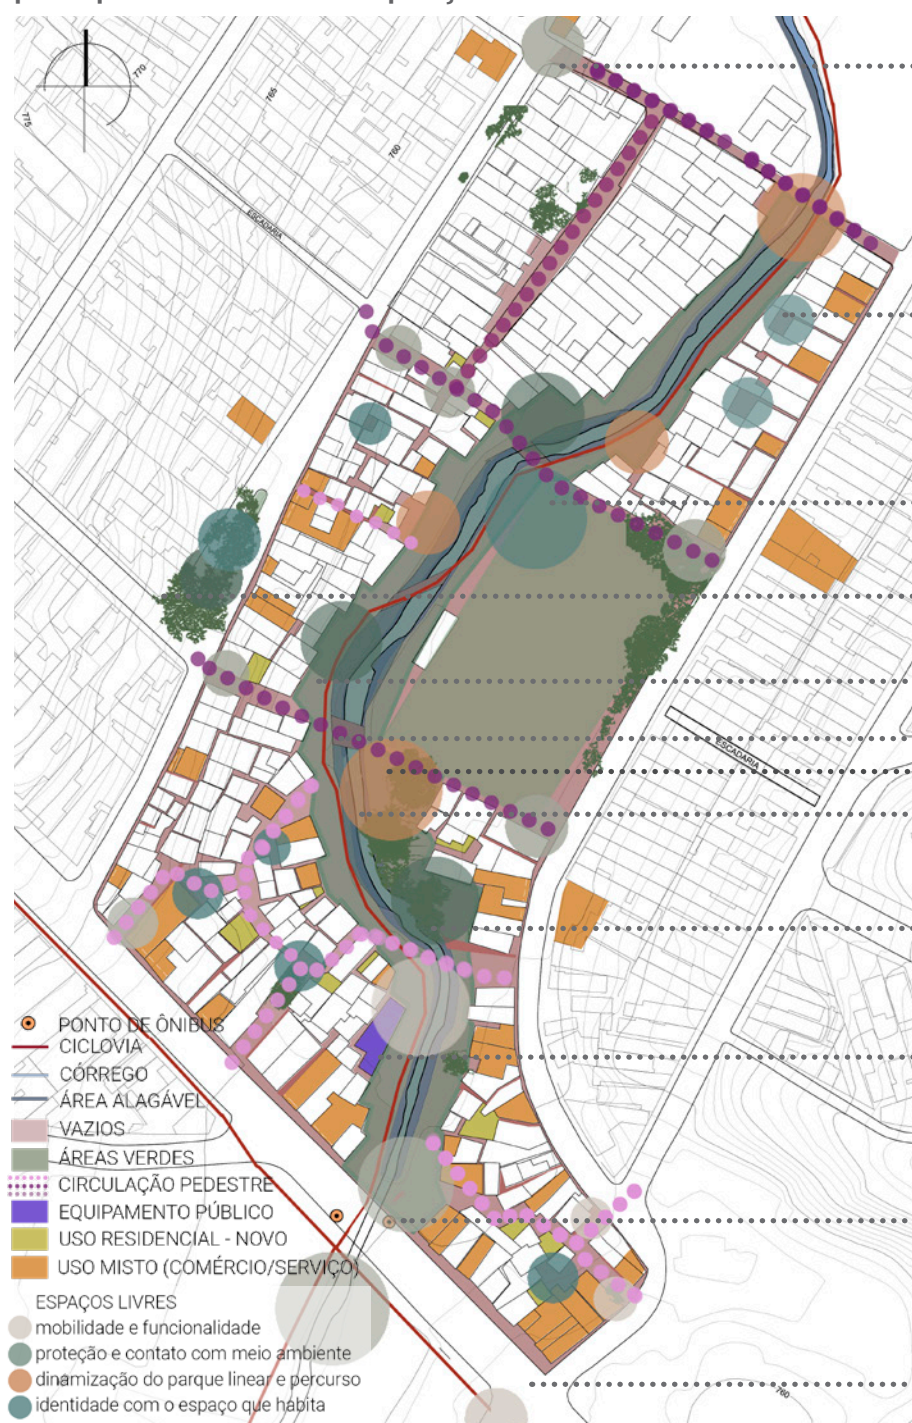 770
765
775
760
ESCADARIA
ESCADARIA
PONTO DE ÔNIBUS
CICLOVIA
CÓRREGO
ÁREA ALAGÁVEL
VAZIOS
ÁREAS VERDES
CIRCULAÇÃO PEDESTRE
EQUIPAMENTO PÚBLICO
USO RESIDENCIAL - NOVO
USO MISTO (COMÉRCIO/SERVIÇO)
ESPAÇOS LIVRES
mobilidade e funcionalidade
proteção e contato com meio ambiente
dinamização do parque linear e percurso
identidade com o espaço que habita
760